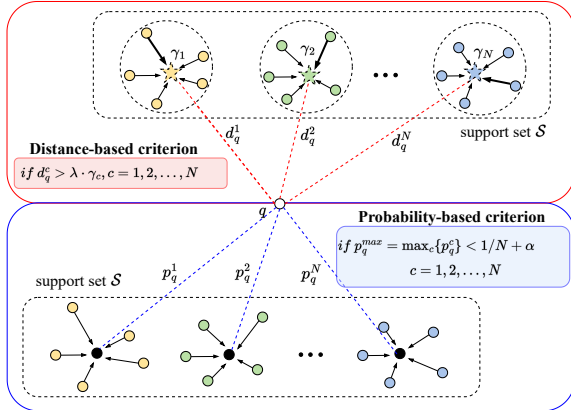 γ₁
γ₂
γ_N
• • •
d_q^1
d_q^2
d_q^N
support set 𝒮
Distance-based criterion
if d_q^c > λ · γ_c, c = 1, 2, . . . , N
q
Probability-based criterion
if p_q^{max} = max_c{p_q^c} < 1/N + α
c = 1, 2, . . . , N
support set 𝒮
p_q^1
p_q^2
p_q^N
• • •